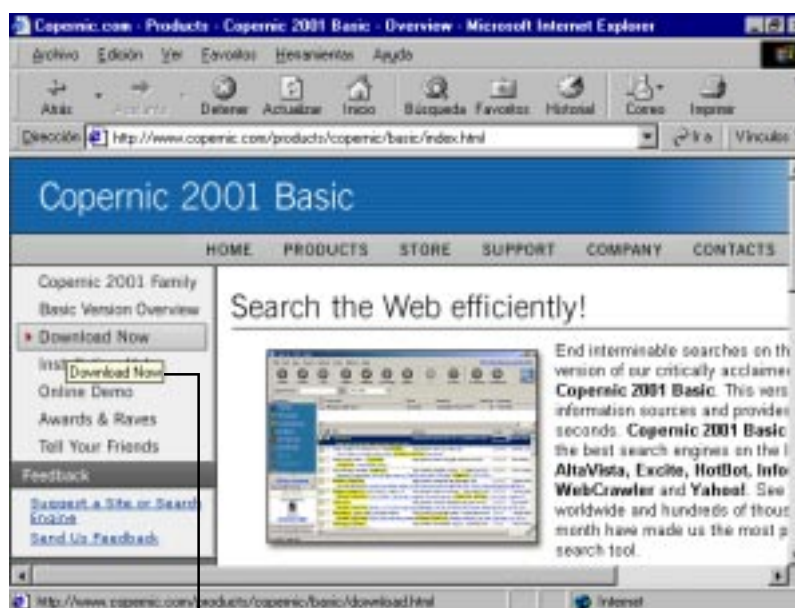 Copernic.com - Products - Copernic 2001 Basic - Overview - Microsoft Internet Explorer
Archivo Edición Ver Favoritos Herramientas Ayuda
Atrás Adelante Detener Actualizar Inicio Búsqueda Favoritos Historial Correo Imprimir
Dirección http://www.copernic.com/products/copernic/basic/index.html Ir a Vínculos
Copernic 2001 Basic
HOME PRODUCTS STORE SUPPORT COMPANY CONTACTS
Copernic 2001 Family
Basic Version Overview
Download Now
Download Now
Online Demo
Awards & Raves
Tell Your Friends
Feedback
Suggest a Site or Search
Engine
Send Us Feedback
Search the Web efficiently!
End interminable searches on th
version of our critically acclaime
Copernic 2001 Basic. This vers
information sources and provide
seconds. Copernic 2001 Basic
the best search engines on the I
AltaVista, Excite, HotBot, Info
WebCrawler and Yahoo!. See
worldwide and hundreds of thous
month have made us the most p
search tool.
http://www.copernic.com/products/copernic/basic/download.html Internet